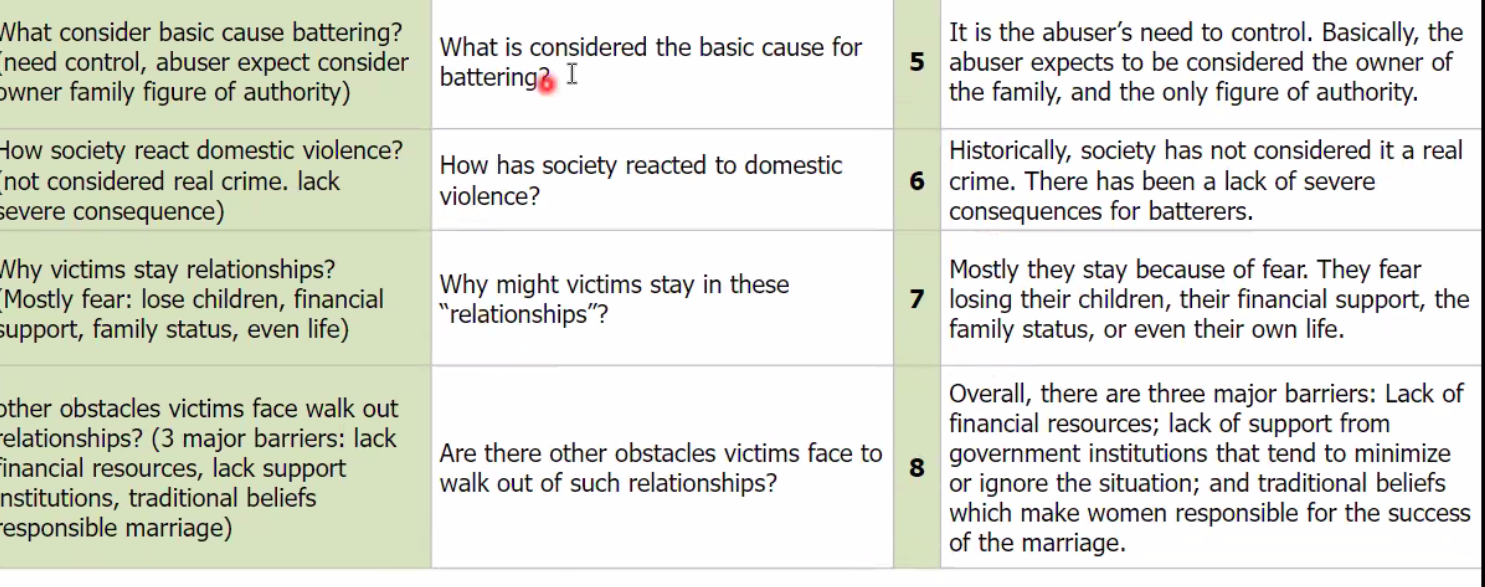 What consider basic cause battering?
(need control, abuser expect consider
owner family figure of authority)
What is considered the basic cause for
battering?
5
It is the abuser’s need to control. Basically, the
abuser expects to be considered the owner of
the family, and the only figure of authority.
How society react domestic violence?
(not considered real crime. lack
severe consequence)
How has society reacted to domestic
violence?
6
Historically, society has not considered it a real
crime. There has been a lack of severe
consequences for batterers.
Why victims stay relationships?
(Mostly fear: lose children, financial
support, family status, even life)
Why might victims stay in these
“relationships”?
7
Mostly they stay because of fear. They fear
losing their children, their financial support, the
family status, or even their own life.
other obstacles victims face walk out
relationships? (3 major barriers: lack
financial resources, lack support
institutions, traditional beliefs
responsible marriage)
Are there other obstacles victims face to
walk out of such relationships?
8
Overall, there are three major barriers: Lack of
financial resources; lack of support from
government institutions that tend to minimize
or ignore the situation; and traditional beliefs
which make women responsible for the success
of the marriage.